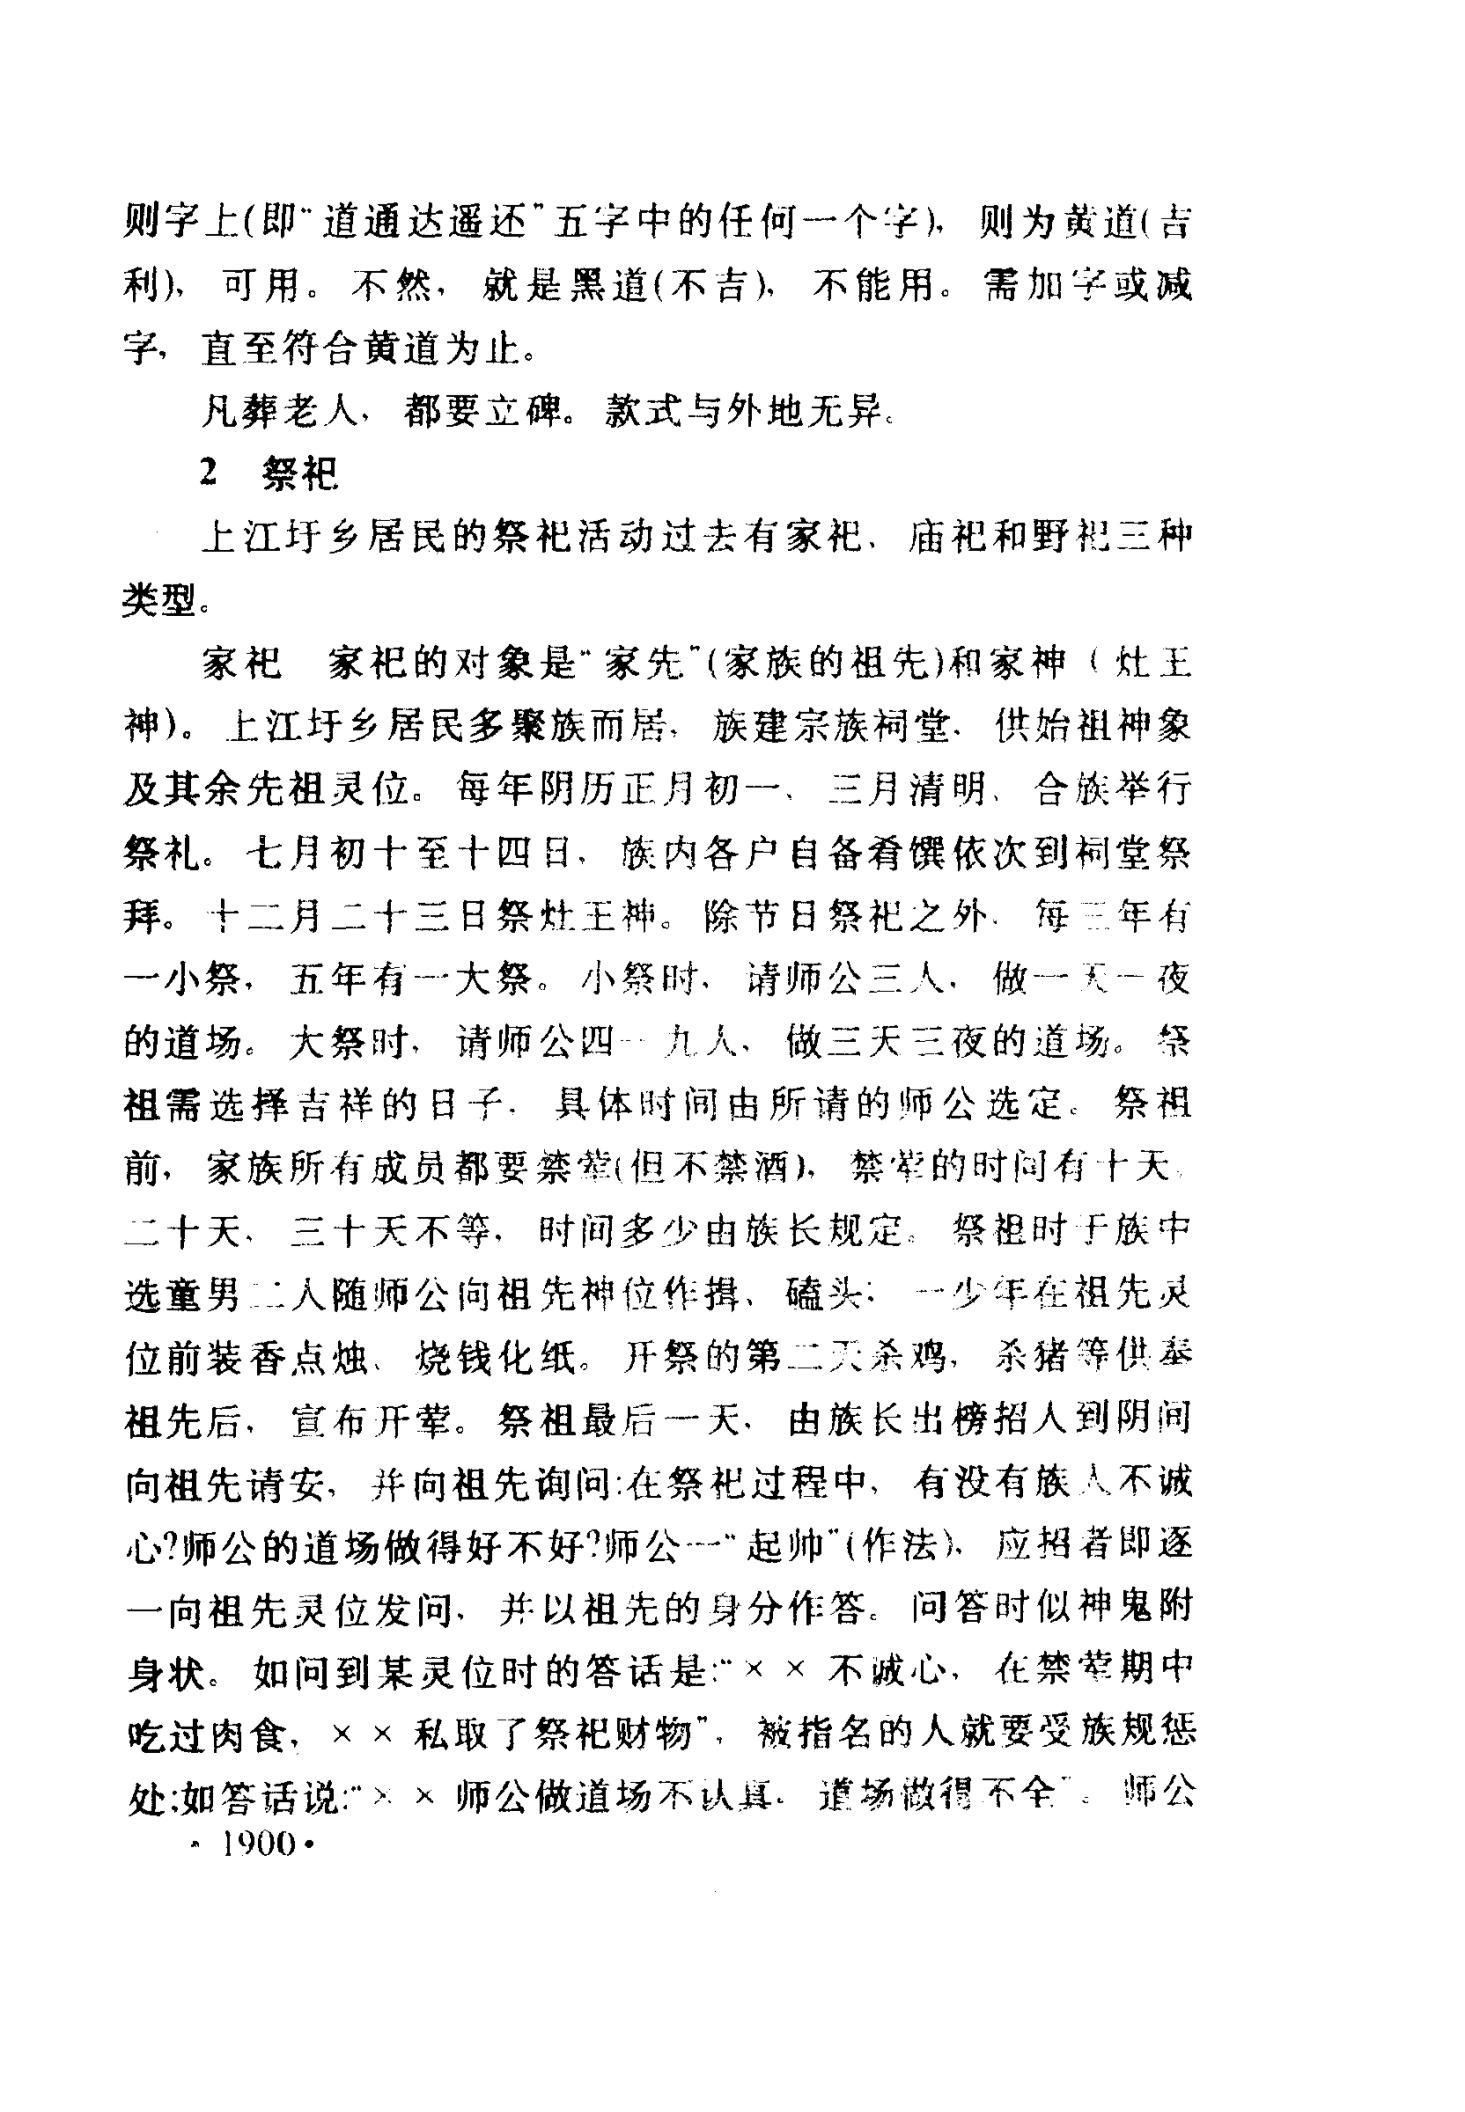 则字上(即“道通达遥还”五字中的任何一个字)，则为黄道(吉
利)，可用。不然，就是黑道(不吉)，不能用。需加字或减
字，直至符合黄道为止。
凡葬老人，都要立碑。款式与外地无异。
2 祭祀
上江圩乡居民的祭祀活动过去有家祀、庙祀和野祀三种
类型。
家祀 家祀的对象是“家先”(家族的祖先)和家神(灶王
神)。上江圩乡居民多聚族而居，族建宗族祠堂，供始祖神象
及其余先祖灵位。每年阴历正月初一、三月清明、合族举行
祭礼。七月初十至十四日，族内各户自备肴馔依次到祠堂祭
拜。十二月二十三日祭灶王神。除节日祭祀之外，每三年有
一小祭，五年有一大祭。小祭时，请师公三人，做一天一夜
的道场。大祭时，请师公四—九人，做三天三夜的道场。祭
祖需选择吉祥的日子，具体时间由所请的师公选定。祭祖
前，家族所有成员都要禁荤(但不禁酒)，禁荤的时间有十天、
二十天、三十天不等，时间多少由族长规定。祭祖时于族中
选童男二人随师公向祖先神位作揖、磕头；一少年在祖先灵
位前装香点烛、烧钱化纸。开祭的第二天杀鸡，杀猪等供奉
祖先后，宣布开荤。祭祖最后一天，由族长出榜招人到阴间
向祖先请安，并向祖先询问:在祭祀过程中，有没有族人不诚
心?师公的道场做得好不好?师公一“起帅”(作法)，应招者即逐
一向祖先灵位发问，并以祖先的身分作答。问答时似神鬼附
身状。如问到某灵位时的答话是:“××不诚心，在禁荤期中
吃过肉食，××私取了祭祀财物”，被指名的人就要受族规惩
处;如答话说:“××师公做道场不认真，道场做得不全”。师公
·1900·